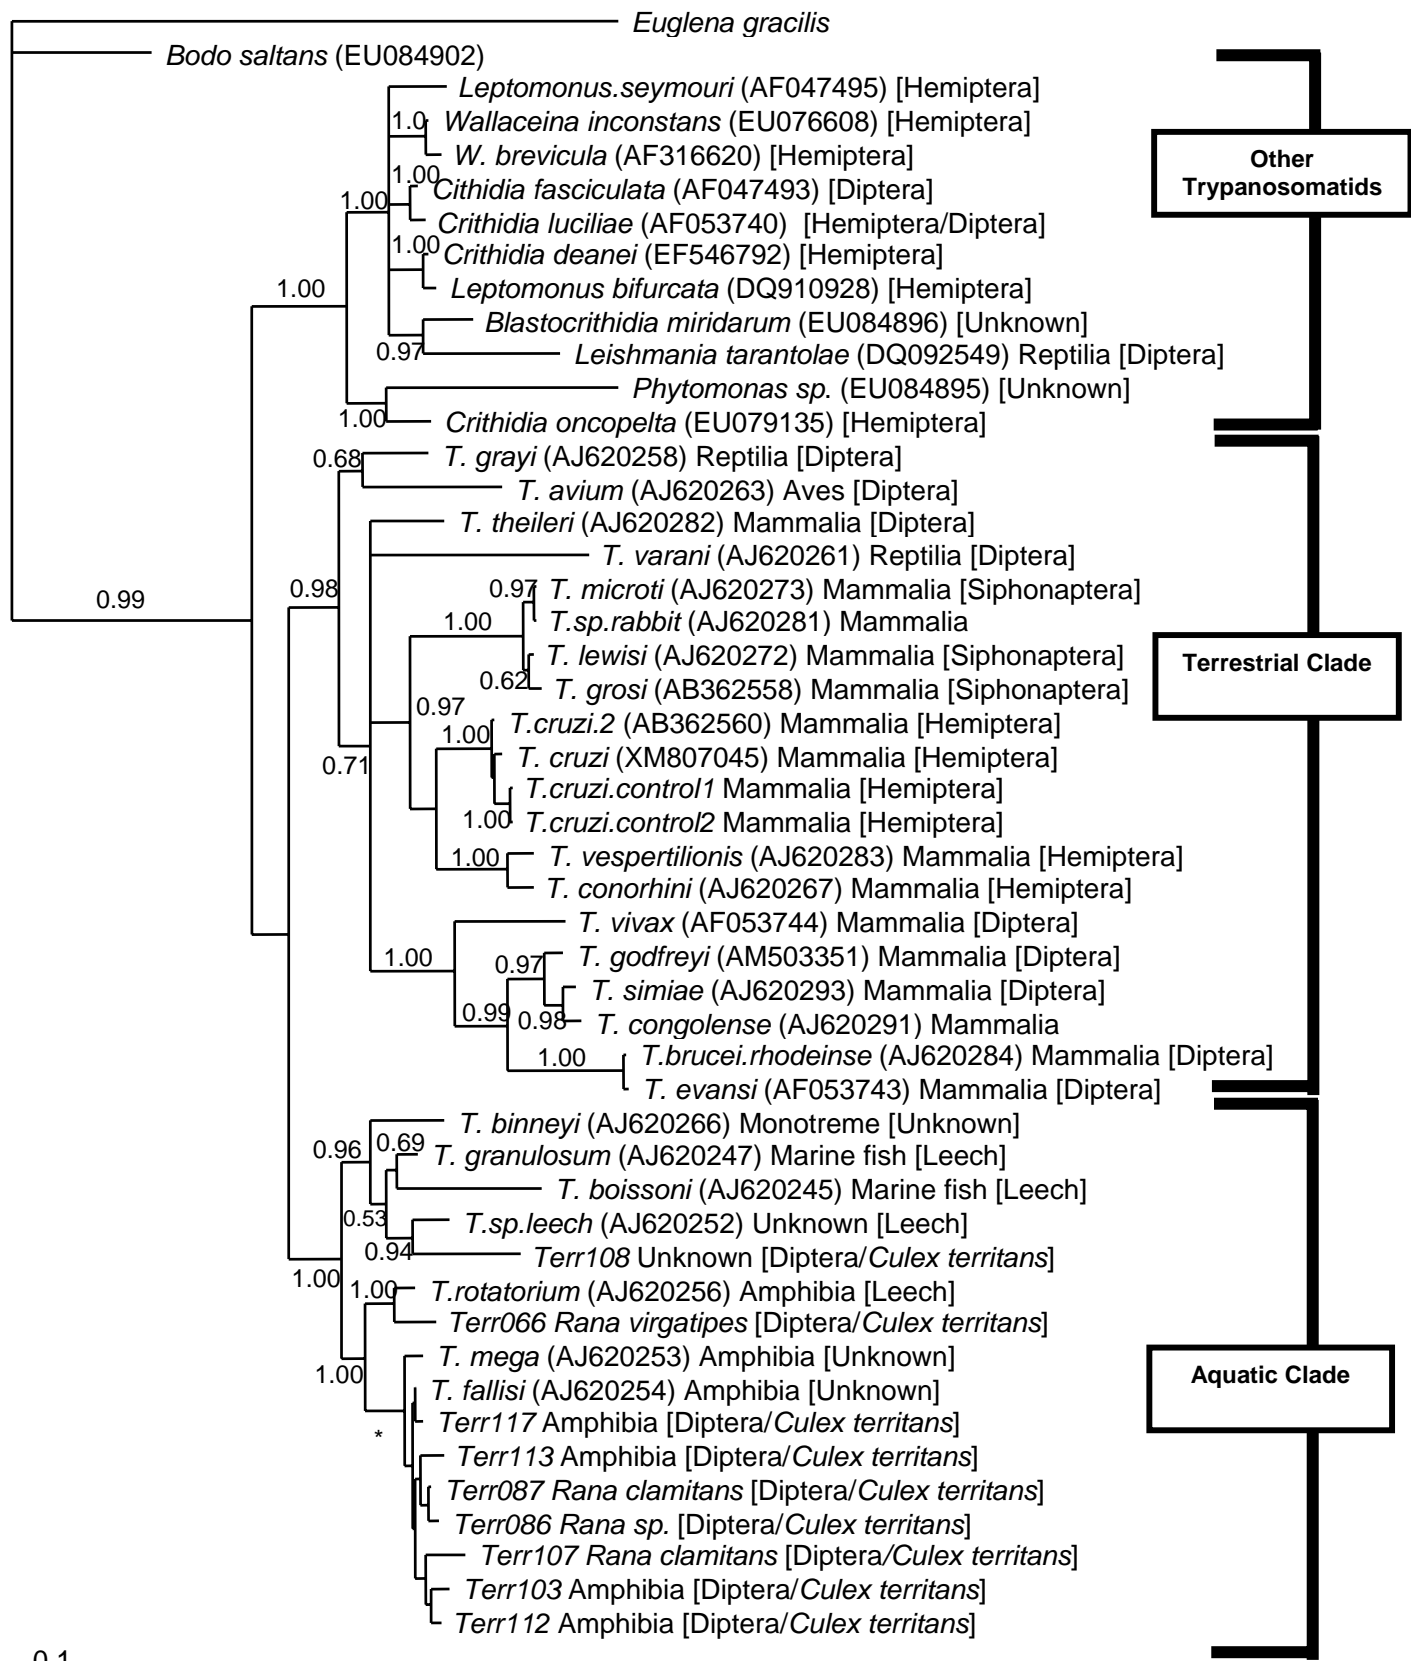 Euglena gracilis
Bodo saltans (EU084902)
Leptomonus.seymouri (AF047495) [Hemiptera]
1.0
Wallaceina inconstans (EU076608) [Hemiptera]
W. brevicula (AF316620) [Hemiptera]
Other
Trypanosomatids
1.00
Cithidia fasciculata (AF047493) [Diptera]
1.00
Crithidia luciliae (AF053740) [Hemiptera/Diptera]
1.00
Crithidia deanei (EF546792) [Hemiptera]
1.00
Leptomonus bifurcata (DQ910928) [Hemiptera]
Blastocrithidia miridarum (EU084896) [Unknown]
0.97
Leishmania tarantolae (DQ092549) Reptilia [Diptera]
Phytomonas sp. (EU084895) [Unknown]
1.00
Crithidia oncopelta (EU079135) [Hemiptera]
0.68
T. grayi (AJ620258) Reptilia [Diptera]
T. avium (AJ620263) Aves [Diptera]
T. theileri (AJ620282) Mammalia [Diptera]
T. varani (AJ620261) Reptilia [Diptera]
0.99
0.98
0.97
T. microti (AJ620273) Mammalia [Siphonaptera]
1.00
T.sp.rabbit (AJ620281) Mammalia
T. lewisi (AJ620272) Mammalia [Siphonaptera]
Terrestrial Clade
0.62
T. grosi (AB362558) Mammalia [Siphonaptera]
0.97
T.cruzi.2 (AB362560) Mammalia [Hemiptera]
1.00
T. cruzi (XM807045) Mammalia [Hemiptera]
0.71
T.cruzi.control1 Mammalia [Hemiptera]
1.00
T.cruzi.control2 Mammalia [Hemiptera]
1.00
T. vespertilionis (AJ620283) Mammalia [Hemiptera]
T. conorhini (AJ620267) Mammalia [Hemiptera]
T. vivax (AF053744) Mammalia [Diptera]
1.00
0.97
T. godfreyi (AM503351) Mammalia [Diptera]
T. simiae (AJ620293) Mammalia [Diptera]
0.99
0.98
T. congolense (AJ620291) Mammalia
1.00
T.brucei.rhodeinse (AJ620284) Mammalia [Diptera]
T. evansi (AF053743) Mammalia [Diptera]
T. binneyi (AJ620266) Monotreme [Unknown]
0.96
0.69
T. granulosum (AJ620247) Marine fish [Leech]
T. boissoni (AJ620245) Marine fish [Leech]
0.53
T.sp.leech (AJ620252) Unknown [Leech]
0.94
Terr108 Unknown [Diptera/Culex territans]
1.00
1.00
T.rotatorium (AJ620256) Amphibia [Leech]
Terr066 Rana virgatipes [Diptera/Culex territans]
T. mega (AJ620253) Amphibia [Unknown]
1.00
Aquatic Clade
T. fallisi (AJ620254) Amphibia [Unknown]
Terr117 Amphibia [Diptera/Culex territans]
*
Terr113 Amphibia [Diptera/Culex territans]
Terr087 Rana clamitans [Diptera/Culex territans]
Terr086 Rana sp. [Diptera/Culex territans]
Terr107 Rana clamitans [Diptera/Culex territans]
Terr103 Amphibia [Diptera/Culex territans]
Terr112 Amphibia [Diptera/Culex territans]
0.1